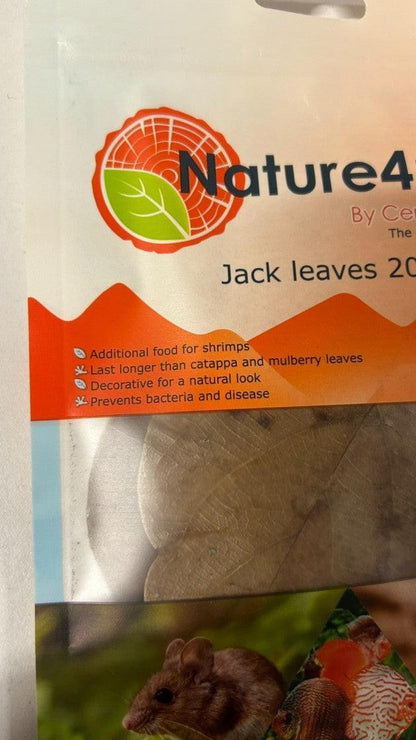 Nature4
By Ce
The
Jack leaves 20
Additional food for shrimps
Last longer than catappa and mulberry leaves
Decorative for a natural look
Prevents bacteria and disease